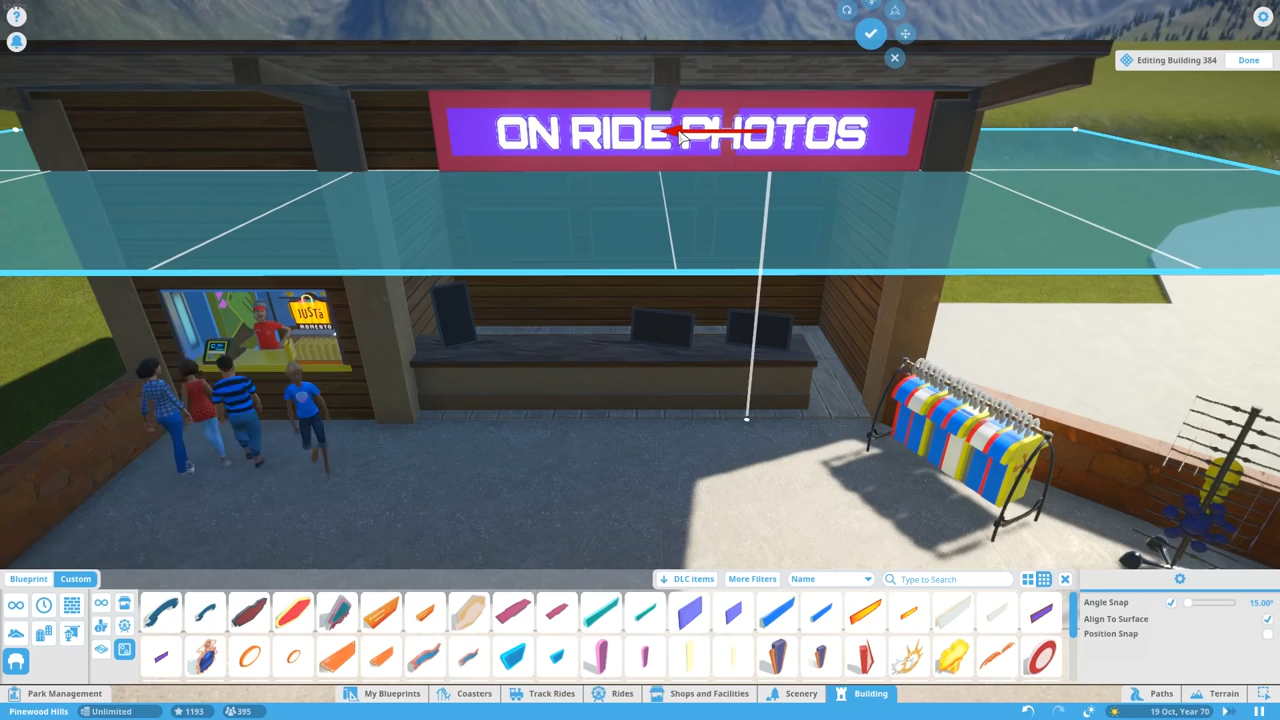 Editing Building 384
Done
ON RIDE PHOTOS
JUSTA
MOMENTO
Blueprint
Custom
DLC items
More Filters
Name
Type to Search
Angle Snap
15.00°
Align To Surface
Position Snap
Park Management
My Blueprints
Coasters
Track Rides
Rides
Shops and Facilities
Scenery
Building
Paths
Terrain
Pinewood Hills
Unlimited
1193
395
19 Oct, Year 70